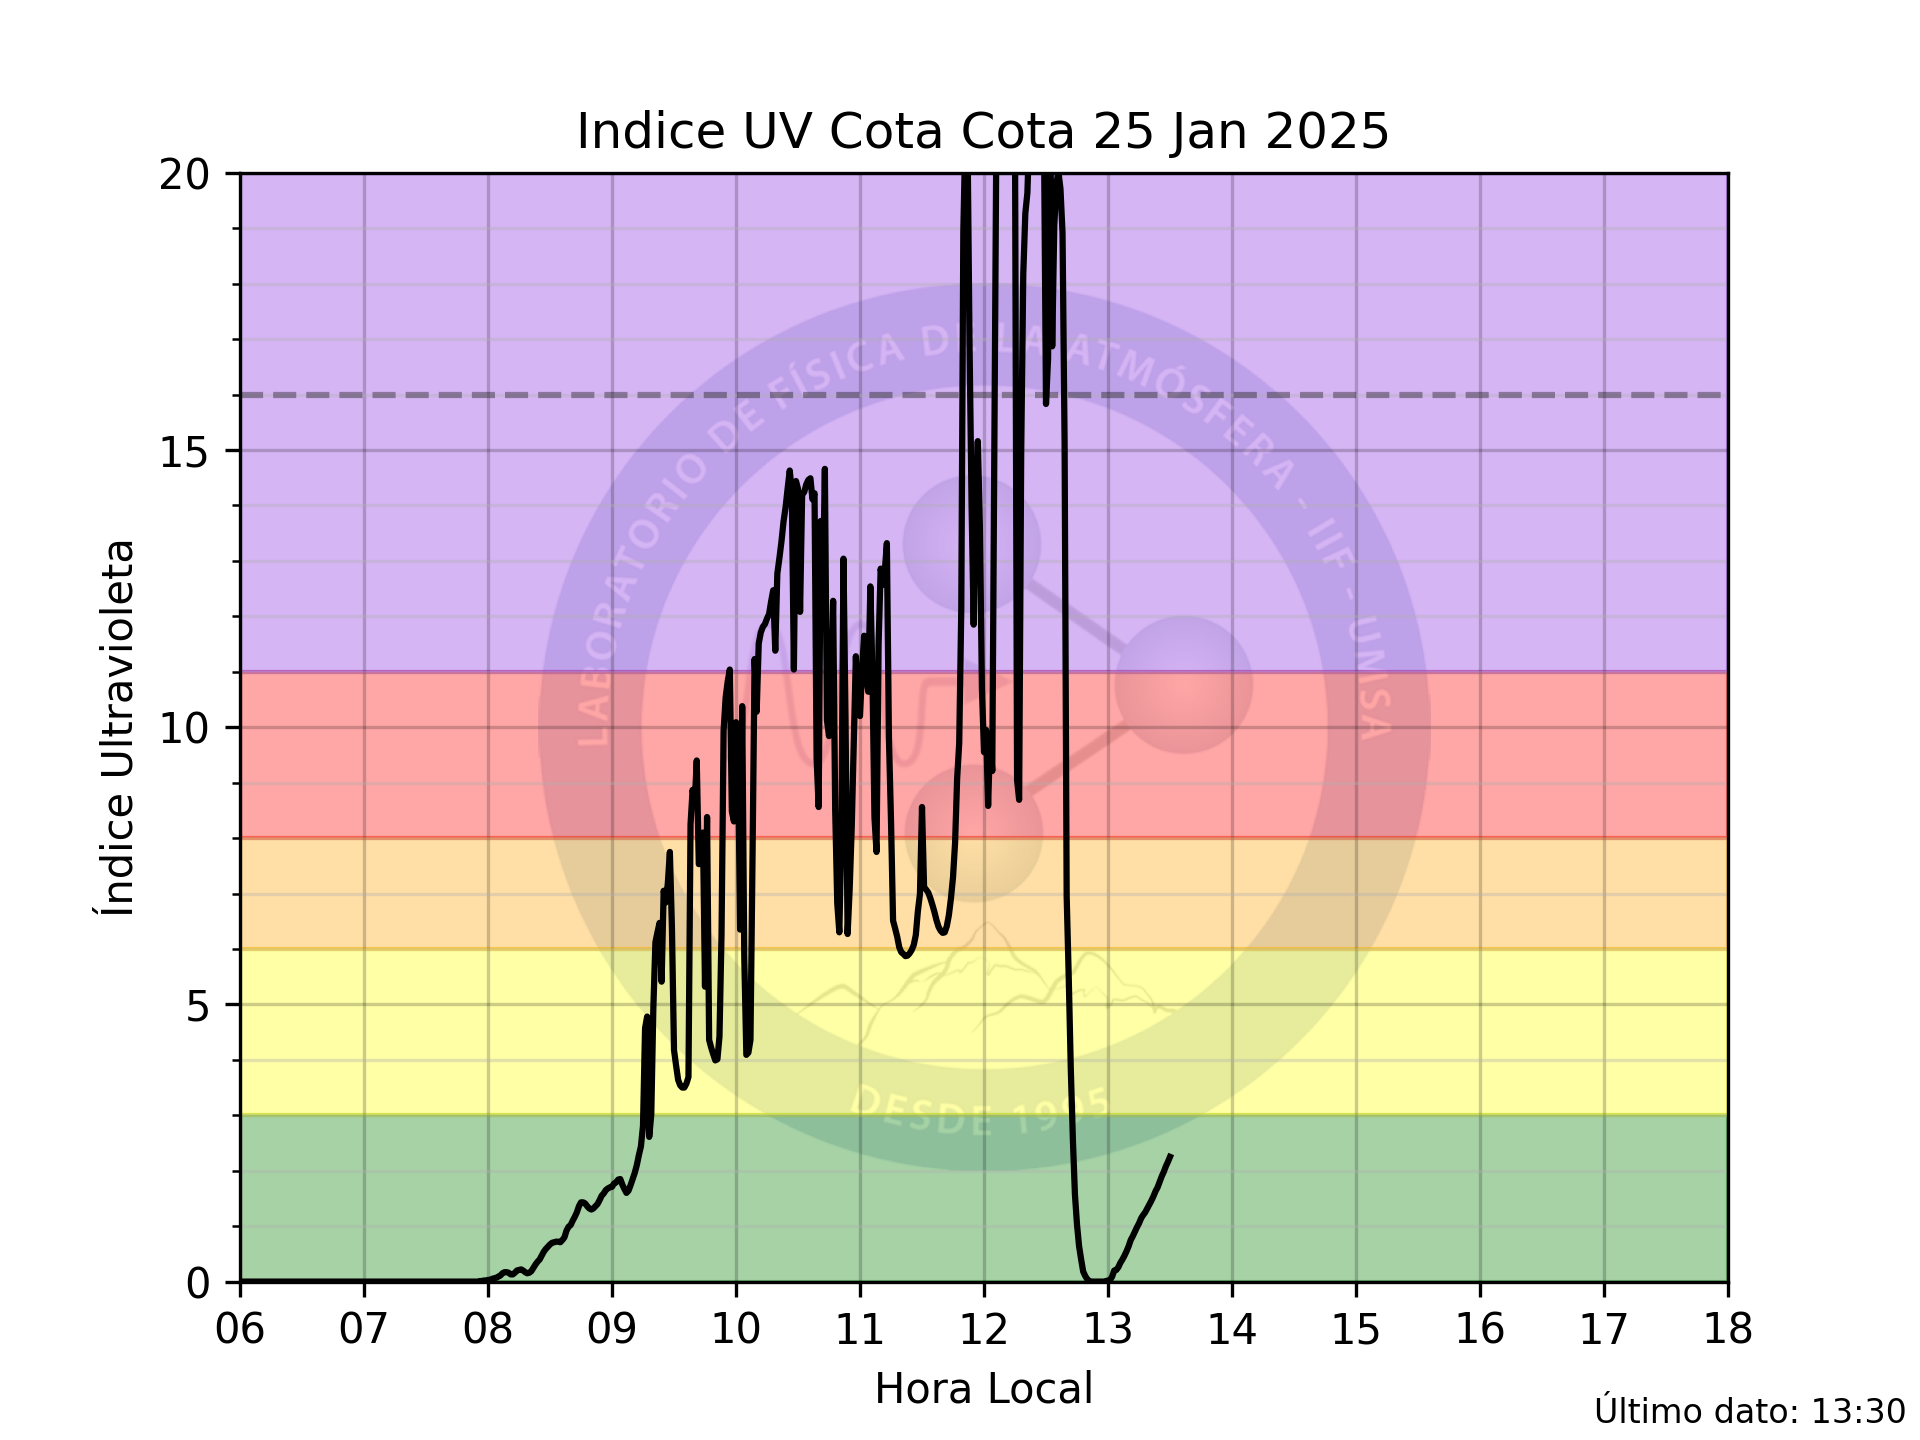 Indice UV Cota Cota 25 Jan 2025
20
15
10
5
0
Índice Ultravioleta
LABORATORIO DE FÍSICA DE LA ATMÓSFERA - IIF - UMSA
DESDE 1995
06 07 08 09 10 11 12 13 14 15 16 17 18
Hora Local
Último dato: 13:30